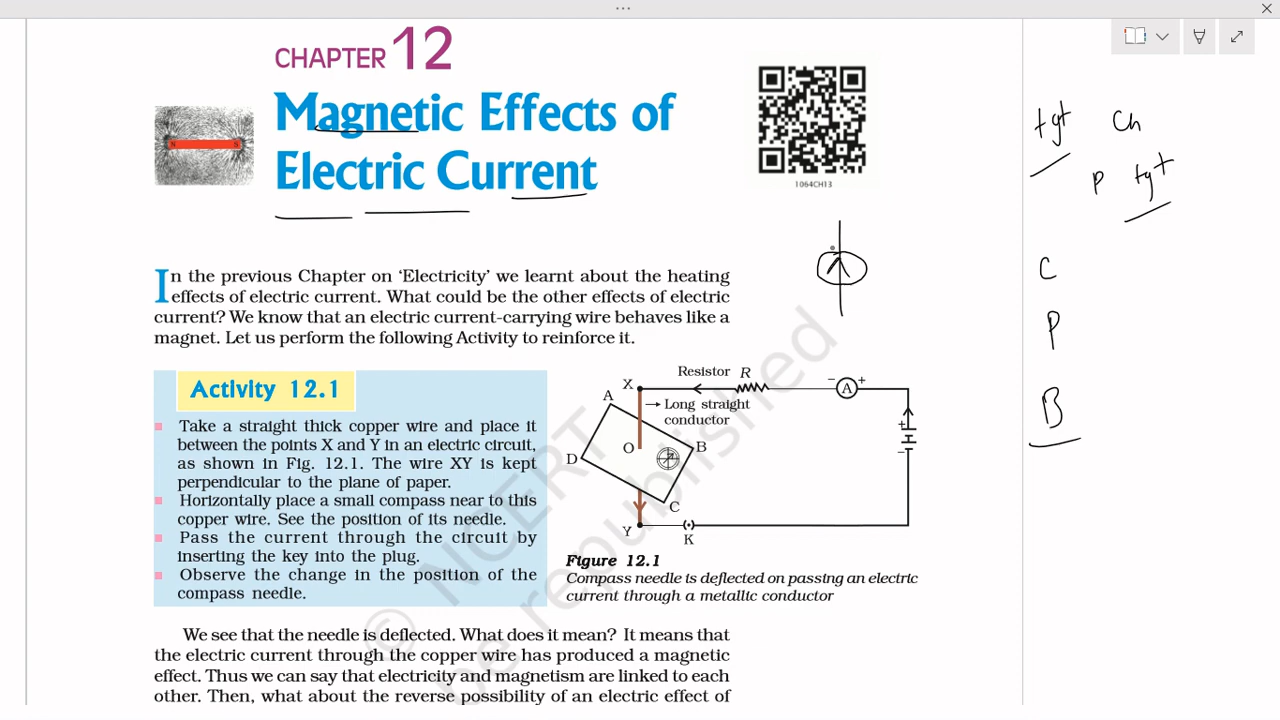 CHAPTER 12
Magnetic Effects of
Electric Current
1064CH13
tgt Ch
P tgt
C
P
B
In the previous Chapter on ‘Electricity’ we learnt about the heating
effects of electric current. What could be the other effects of electric
current? We know that an electric current-carrying wire behaves like a
magnet. Let us perform the following Activity to reinforce it.
Activity 12.1
Take a straight thick copper wire and place it
between the points X and Y in an electric circuit,
as shown in Fig. 12.1. The wire XY is kept
perpendicular to the plane of paper.
Horizontally place a small compass near to this
copper wire. See the position of its needle.
Pass the current through the circuit by
inserting the key into the plug.
Observe the change in the position of the
compass needle.
Resistor R
X
A
Long straight
conductor
− A +
+
−
O
B
D
C
Y
K
Figure 12.1
Compass needle is deflected on passing an electric
current through a metallic conductor
We see that the needle is deflected. What does it mean? It means that
the electric current through the copper wire has produced a magnetic
effect. Thus we can say that electricity and magnetism are linked to each
other. Then, what about the reverse possibility of an electric effect of
© NCERT
be republished